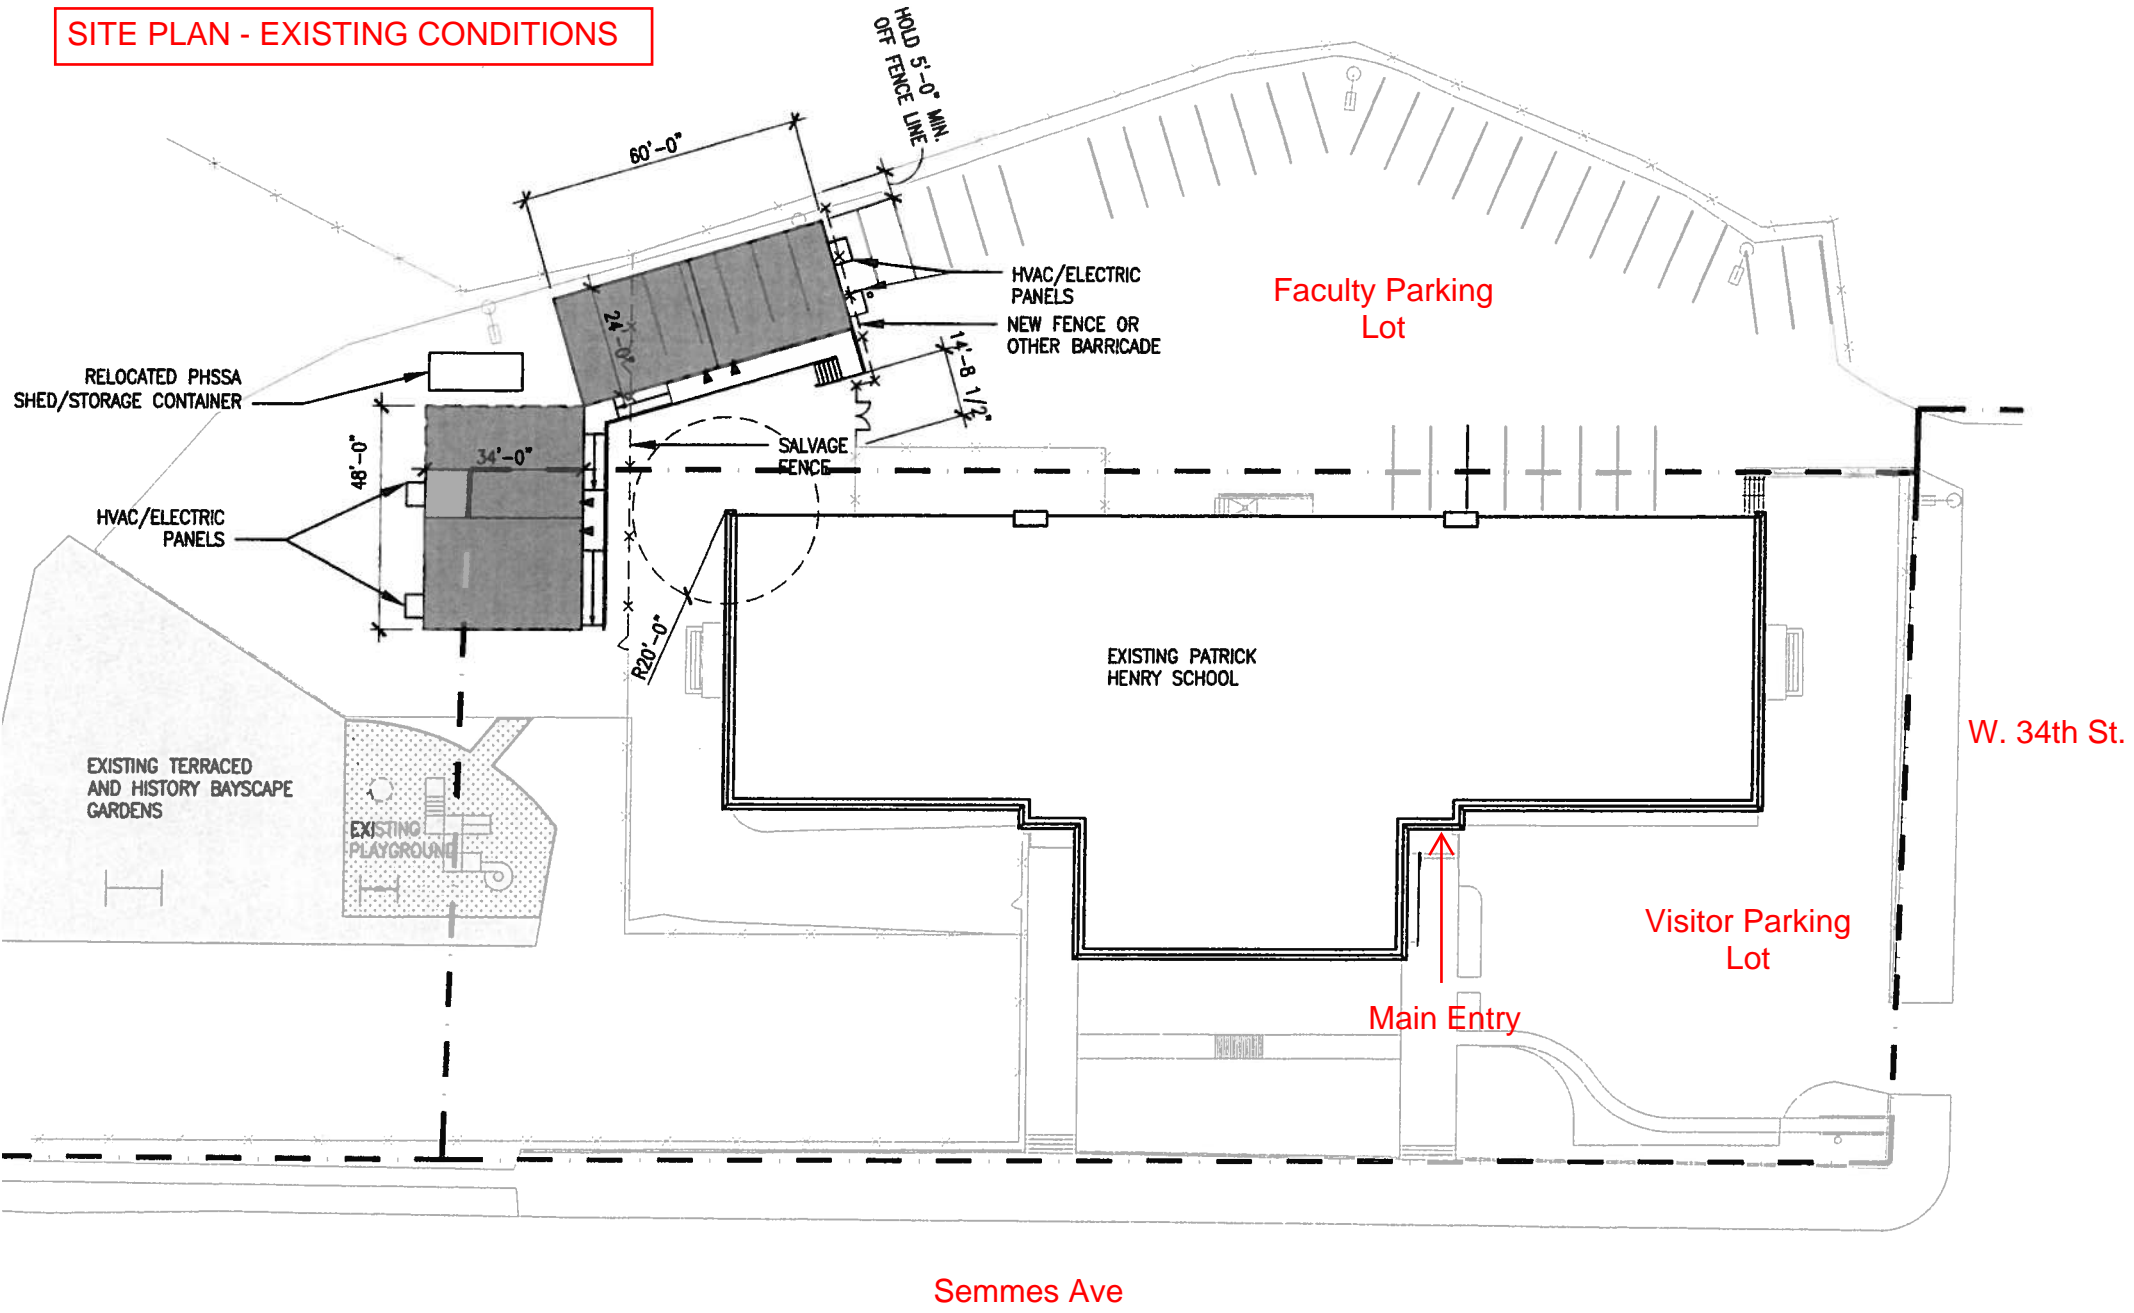 SITE PLAN - EXISTING CONDITIONS
HOLD 5'-0" MIN.
OFF FENCE LINE
60'-0"
HVAC/ELECTRIC
PANELS
NEW FENCE OR
OTHER BARRICADE
Faculty Parking
Lot
24'-0"
14'-8 1/2"
RELOCATED PHSSA
SHED/STORAGE CONTAINER
48'-0"
34'-0"
SALVAGE
FENCE
HVAC/ELECTRIC
PANELS
R20'-0"
EXISTING PATRICK
HENRY SCHOOL
W. 34th St.
EXISTING TERRACED
AND HISTORY BAYSCAPE
GARDENS
EXISTING
PLAYGROUND
Visitor Parking
Lot
Main Entry
Semmes Ave